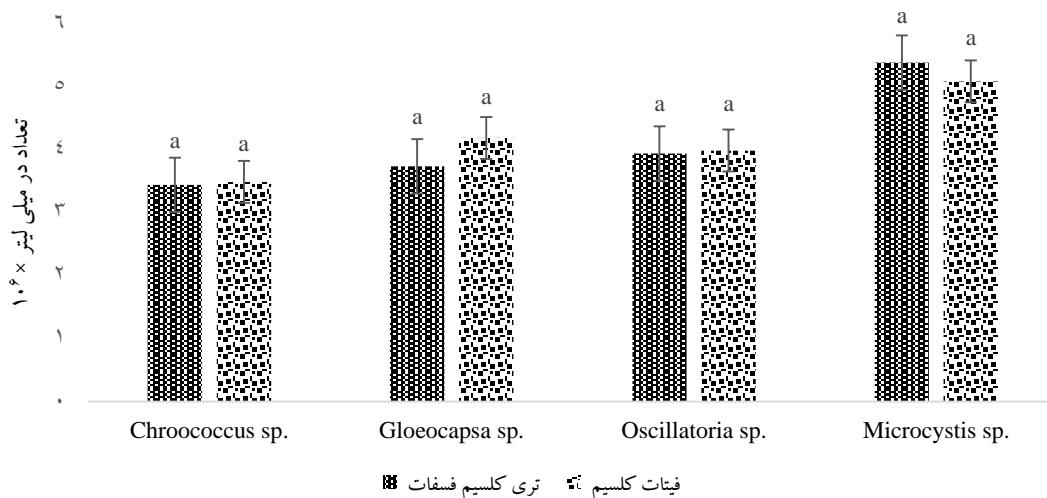 تعداد در میلی لیتر × ۱۰^۶
۶
۵
۴
۳
۲
۱
۰
a a a a a a a a
Chroococcus sp. Gloeocapsa sp. Oscillatoria sp. Microcystis sp.
تری کلسیم فسفات فیتات کلسیم